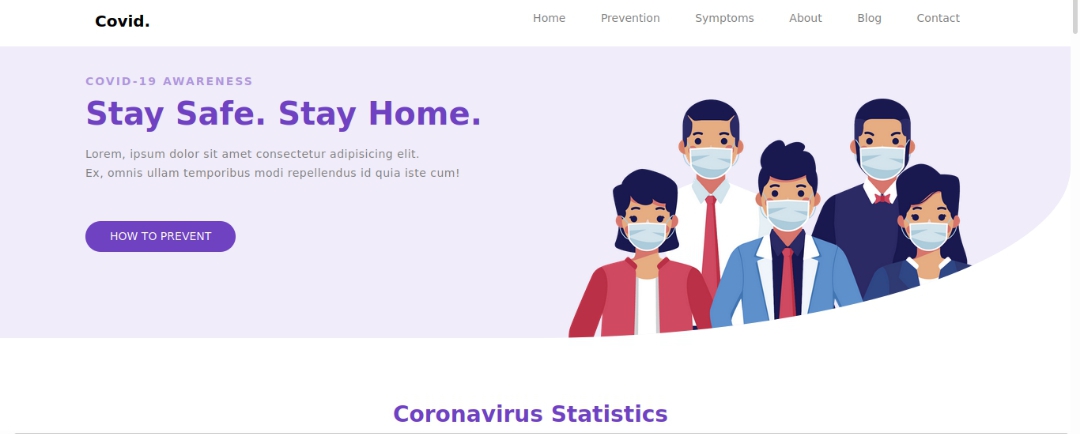 Covid.
Home Prevention Symptoms About Blog Contact
COVID-19 AWARENESS
Stay Safe. Stay Home.
Lorem, ipsum dolor sit amet consectetur adipisicing elit.
Ex, omnis ullam temporibus modi repellendus id quia iste cum!
HOW TO PREVENT
Coronavirus Statistics